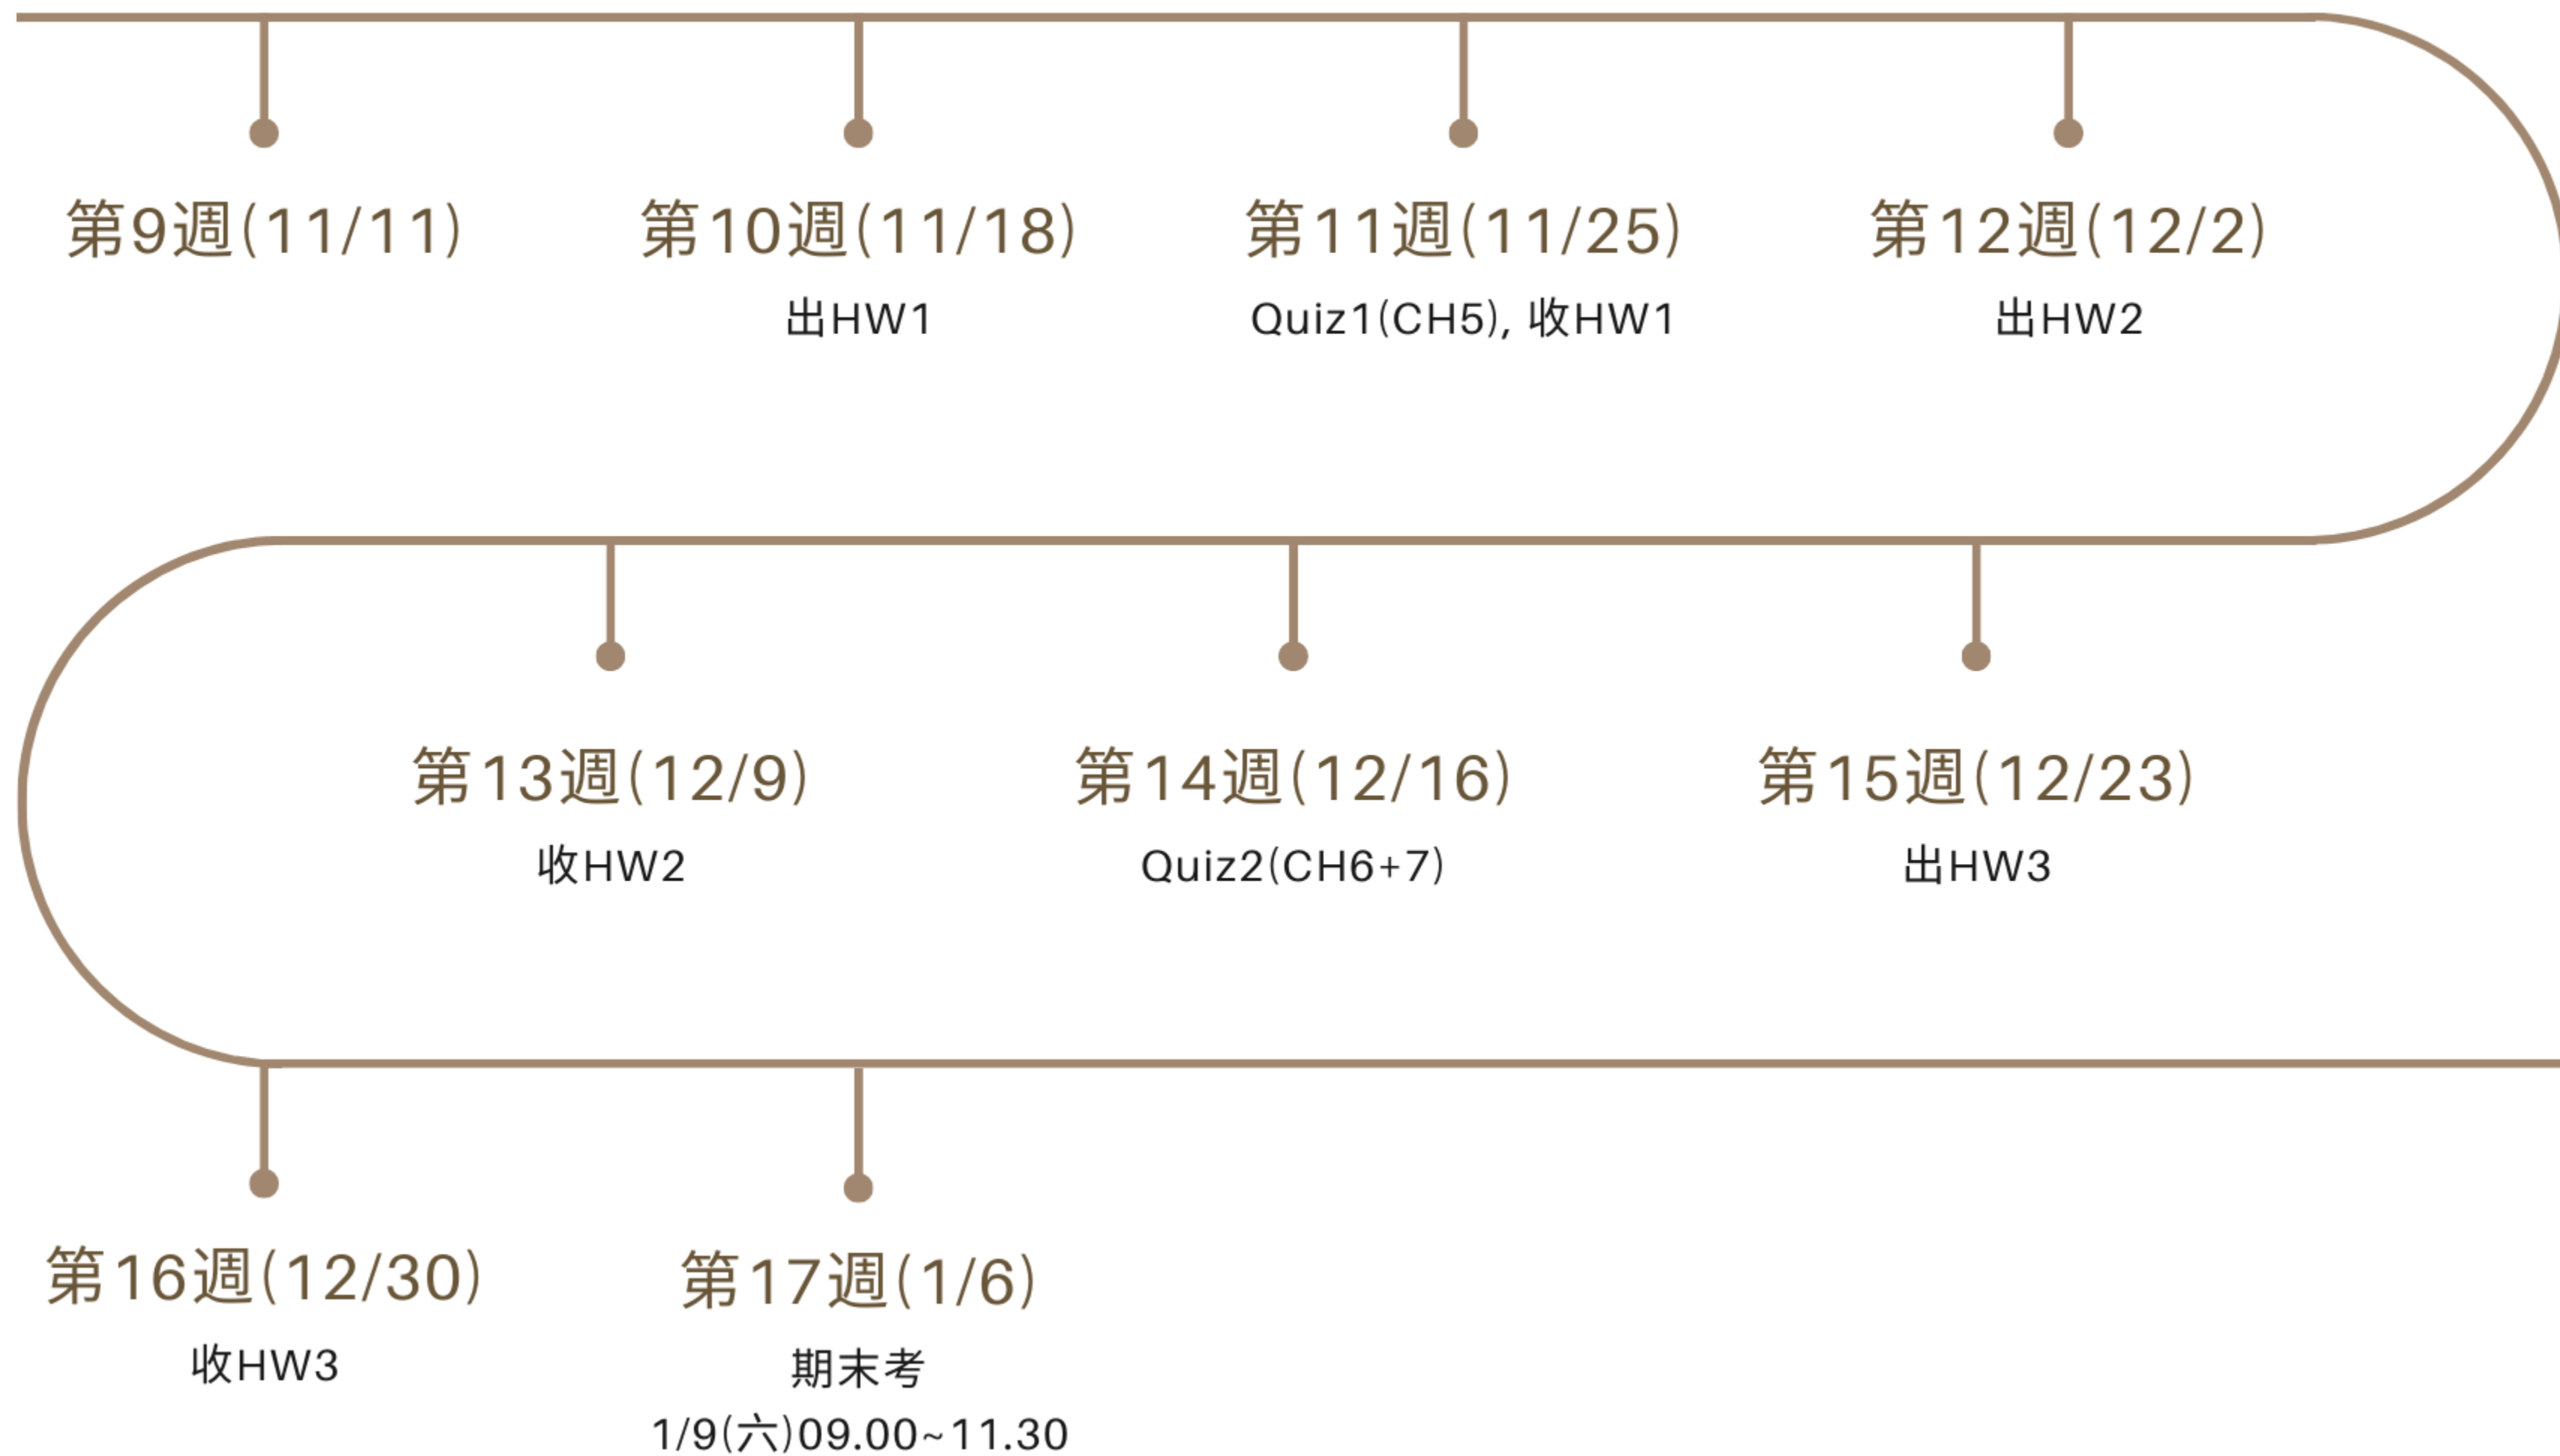 第9週(11/11)
第10週(11/18)
出HW1
第11週(11/25)
Quiz1(CH5), 收HW1
第12週(12/2)
出HW2
第13週(12/9)
收HW2
第14週(12/16)
Quiz2(CH6+7)
第15週(12/23)
出HW3
第16週(12/30)
收HW3
第17週(1/6)
期末考
1/9(六)09.00~11.30